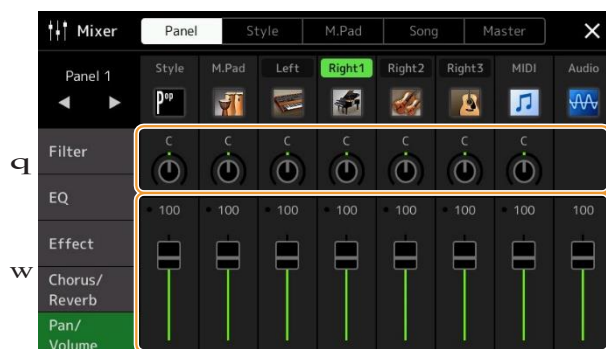 Mixer Panel Style M.Pad Song Master ×
Panel 1 Style M.Pad Left Right1 Right2 Right3 MIDI Audio
Pop
Filter C C C C C C C
q
EQ
100 100 100 100 100 100 100 100
Effect
w
Chorus/
Reverb
Pan/
Volume